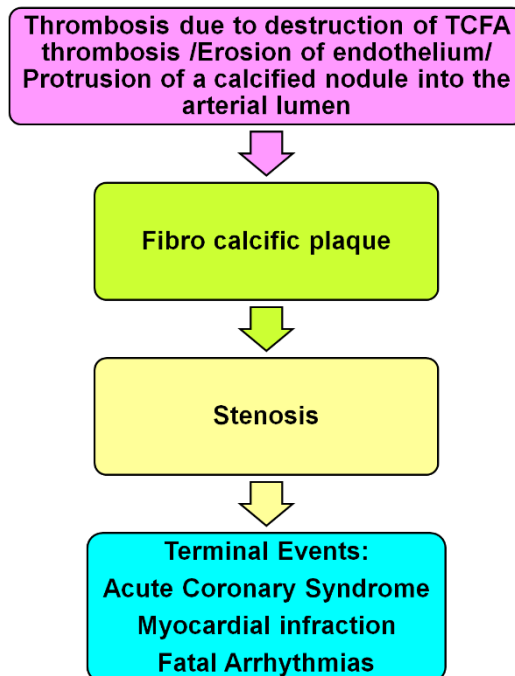 Thrombosis due to destruction of TCFA
thrombosis /Erosion of endothelium/
Protrusion of a calcified nodule into the
arterial lumen
Fibro calcific plaque
Stenosis
Terminal Events:
Acute Coronary Syndrome
Myocardial infraction
Fatal Arrhythmias